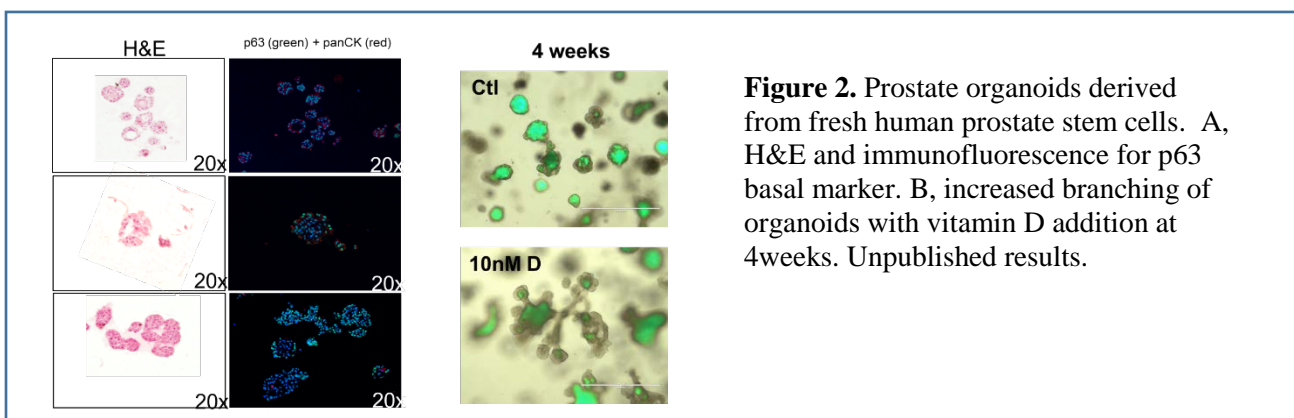 H&E
p63 (green) + panCK (red)
20x
20x
20x
20x
20x
20x
4 weeks
Ctl
10nM D
Figure 2. Prostate organoids derived
from fresh human prostate stem cells. A,
H&E and immunofluorescence for p63
basal marker. B, increased branching of
organoids with vitamin D addition at
4weeks. Unpublished results.